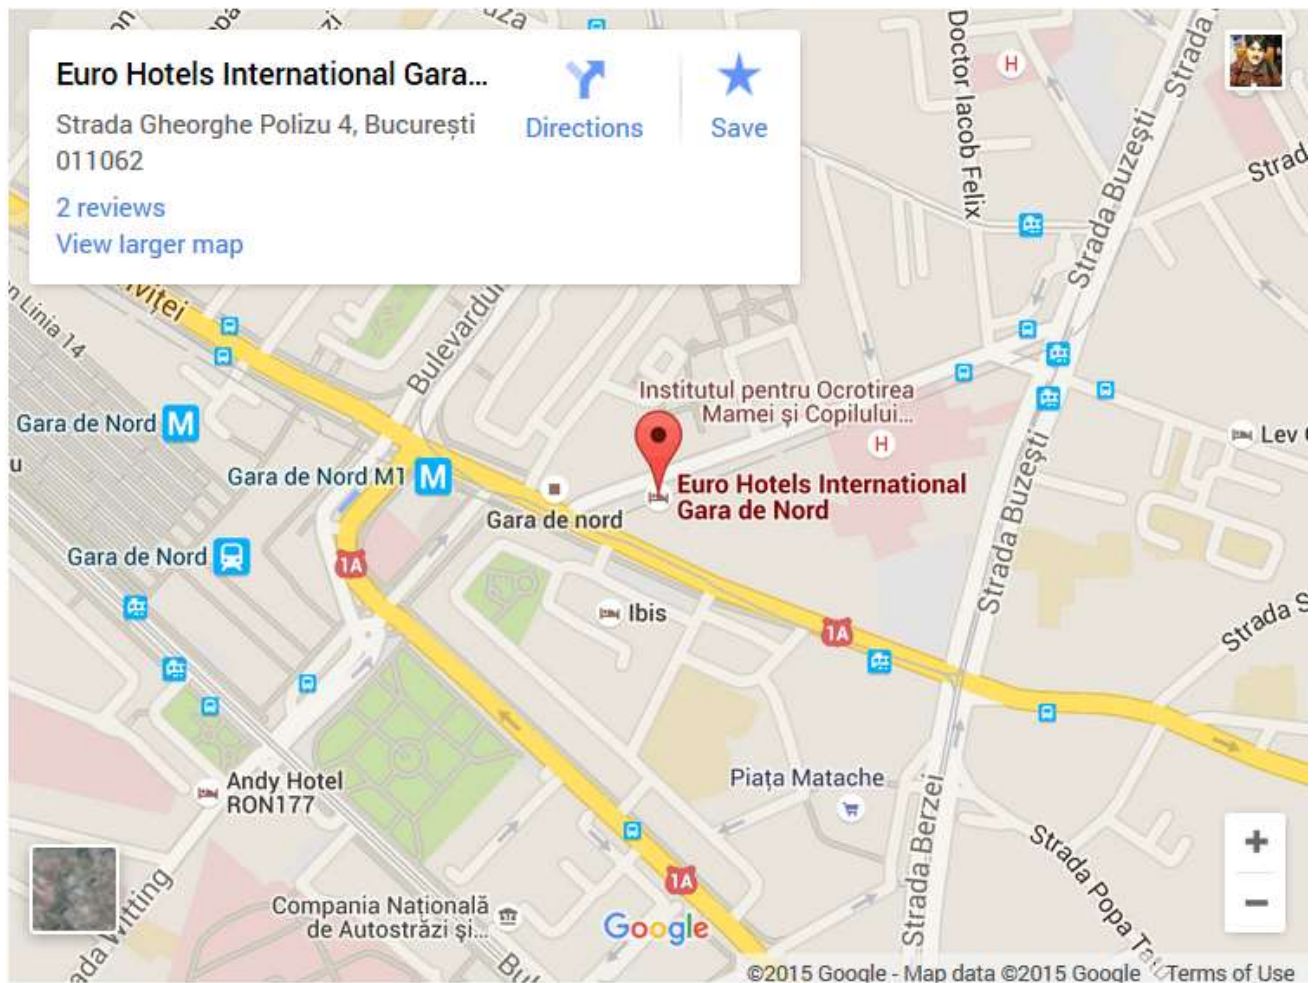 Euro Hotels International Gara...
Strada Gheorghe Polizu 4, București
011062
2 reviews
View larger map
Directions
Save
Doctor Iacob Felix
H
Strada Buzești
Strada
Strada
Linia 14
Bulevardul
Gara de Nord M
Gara de Nord M1 M
Gara de Nord
Institutul pentru Ocrotirea
Mamei și Copilului...
H
Euro Hotels International
Gara de Nord
Gara de nord
Lev
Strada Buzești
Strada S
1A
Ibis
1A
Andy Hotel
RON177
Piața Matache
Strada Berzei
Strada Popa
1A
Witting
Compania Națională
de Autostrăzi și...
Google
+
−
©2015 Google - Map data ©2015 Google
Terms of Use